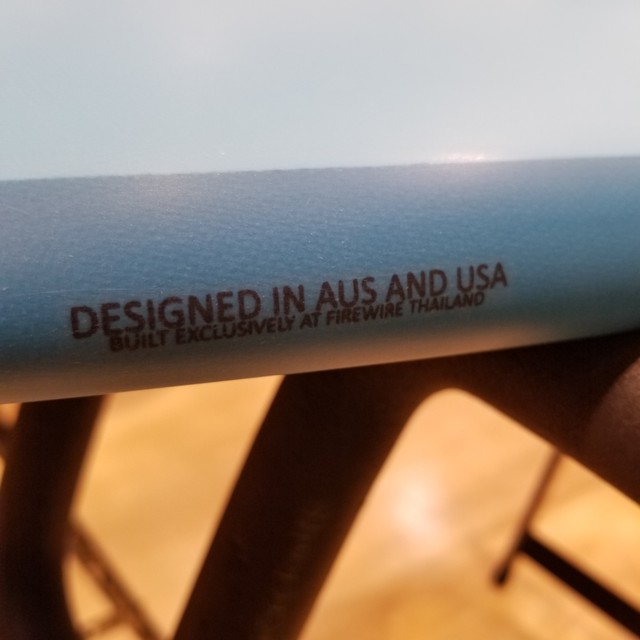 DESIGNED IN AUS AND USA
BUILT EXCLUSIVELY AT FIREWIRE THAILAND